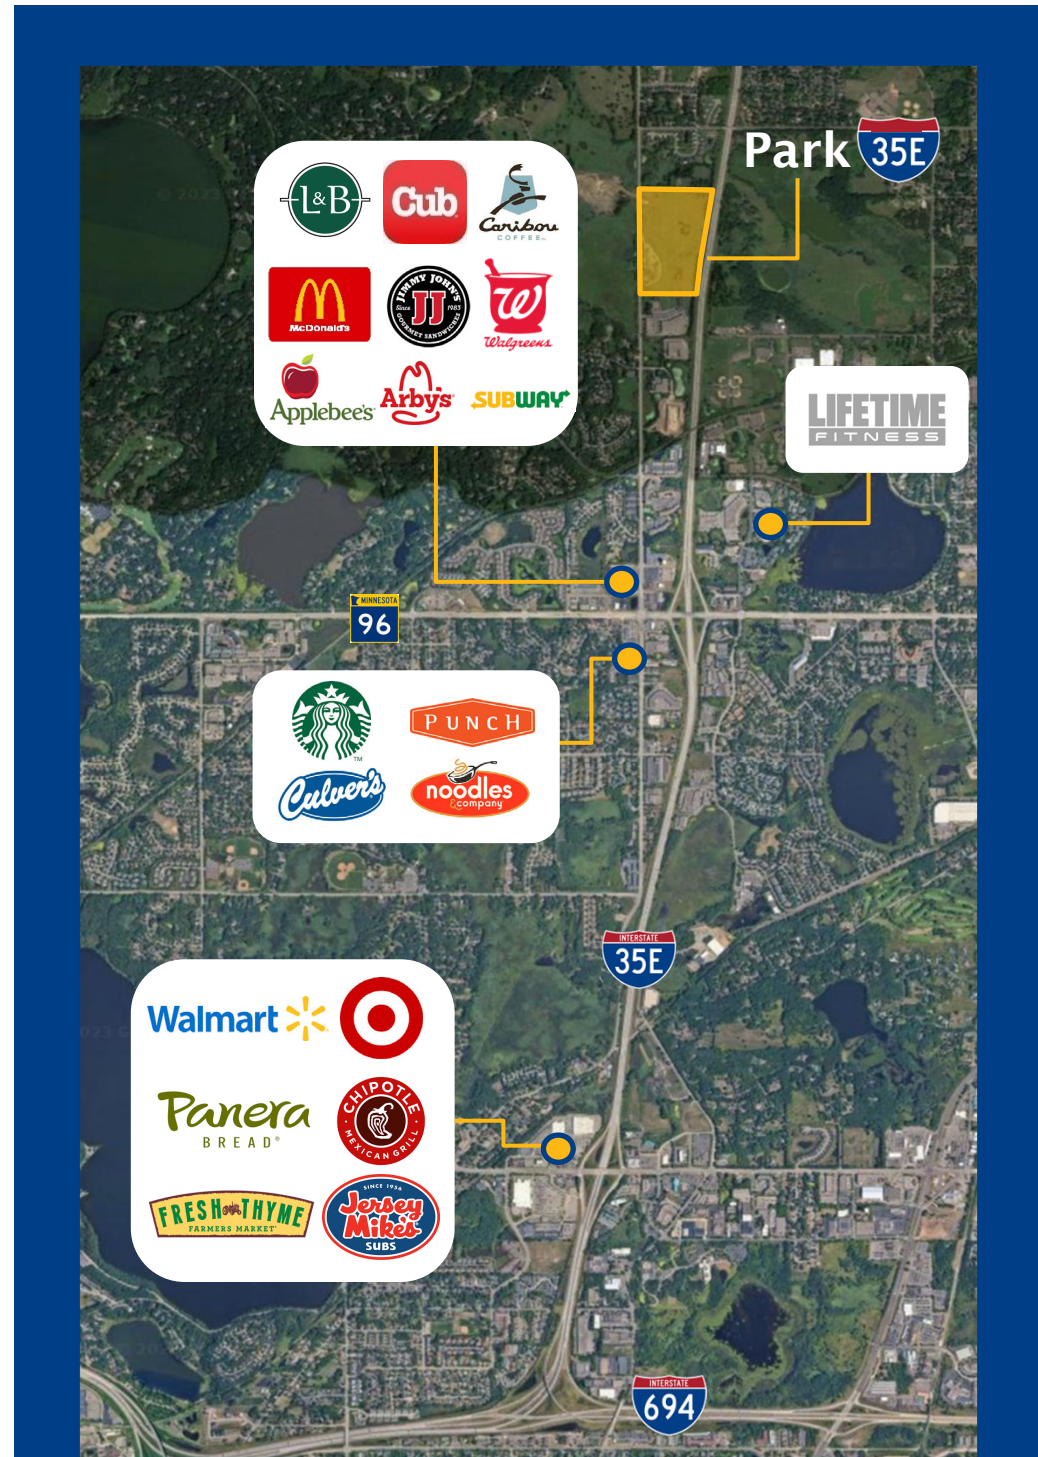 Park 35E
L&B
Cub
Caribou
COFFEE
McDonald's
JIMMY JOHN'S
Since 1983
JJ
GOURMET SANDWICHES
W
Walgreens
Applebee's
Arby's
SUBWAY
LIFETIME
FITNESS
MINNESOTA
96
TM
PUNCH
Culver's
noodles
&company
INTERSTATE
35E
Walmart
Panera
BREAD®
CHIPOTLE
MEXICAN GRILL
FRESH THYME
FARMERS MARKET
SINCE 1956
Jersey
Mike's
SUBS
INTERSTATE
694